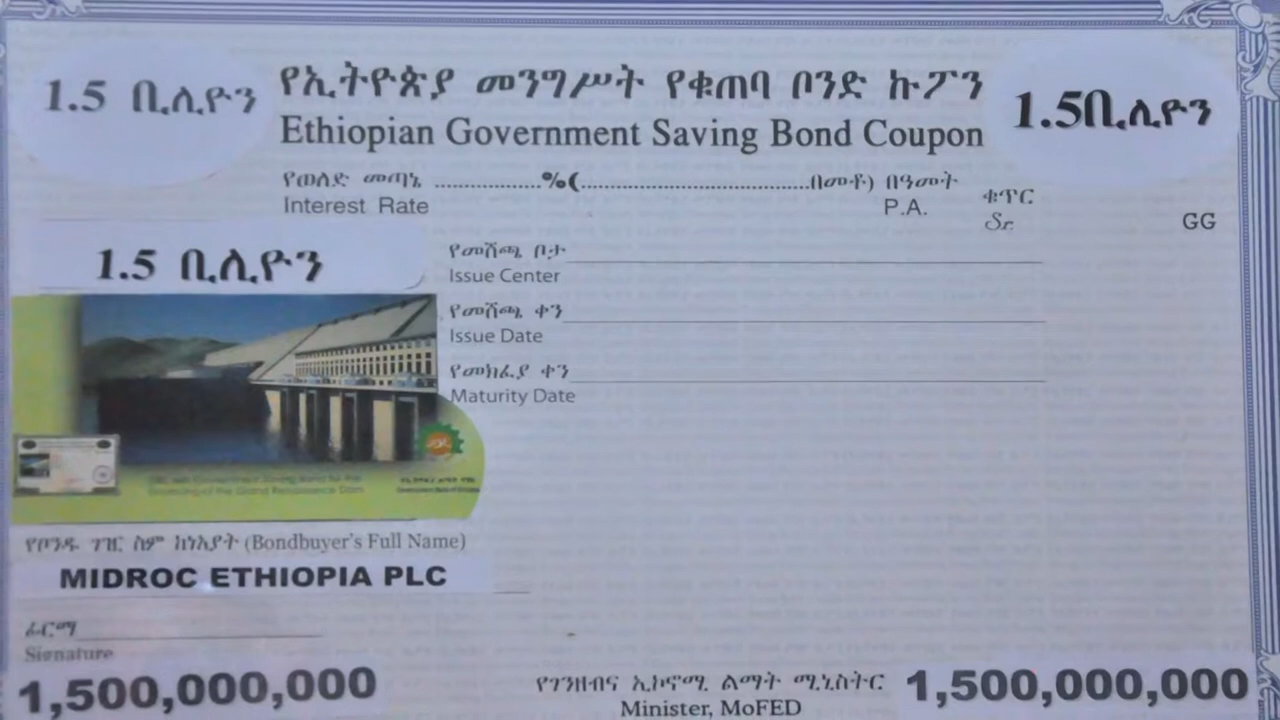 1.5 ቢሊዮን
የኢትዮጵያ መንግሥት የቁጠባ ቦንድ ኩፖን
1.5ቢሊዮን
Ethiopian Government Saving Bond Coupon
የወለድ መጣኔ ..................%(.......................................በመቶ) በዓመት
ቁጥር
Interest Rate
P.A.
Sr.
GG
1.5 ቢሊዮን
የመሸጫ ቦታ
Issue Center
የመሸጫ ቀን
Issue Date
የመክፈያ ቀን
Maturity Date
የቦንዱ ገዢ ስም ከነአያት (Bondbuyer's Full Name)
MIDROC ETHIOPIA PLC
ፊርማ
Signature
1,500,000,000
የገንዘብና ኢኮኖሚ ልማት ሚኒስትር
1,500,000,000
Minister, MoFED